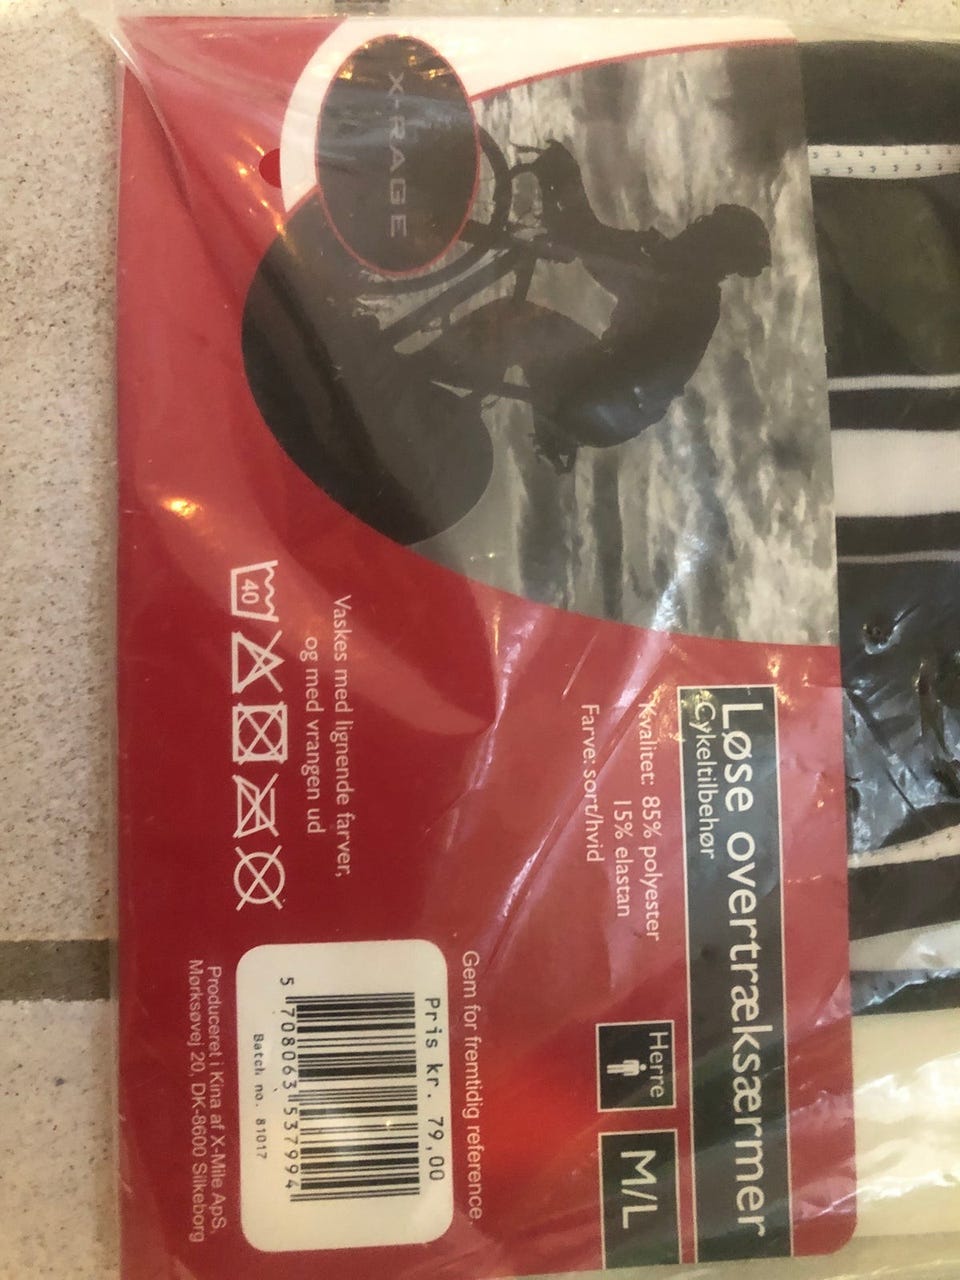 X-RAGE
Løse overtræksærmer
Cykeltilbehør
Kvalitet: 85% polyester
15% elastan
Farve: sort/hvid
Herre
M/L
Vaskes med lignende farver,
og med vrangen ud
40
Gem for fremtidig reference.
Pris kr. 79,00
5 708063 537994
Batch no. 81017
Produceret i Kina af X-Mile ApS,
Mørksøvej 20, DK-8600 Silkeborg